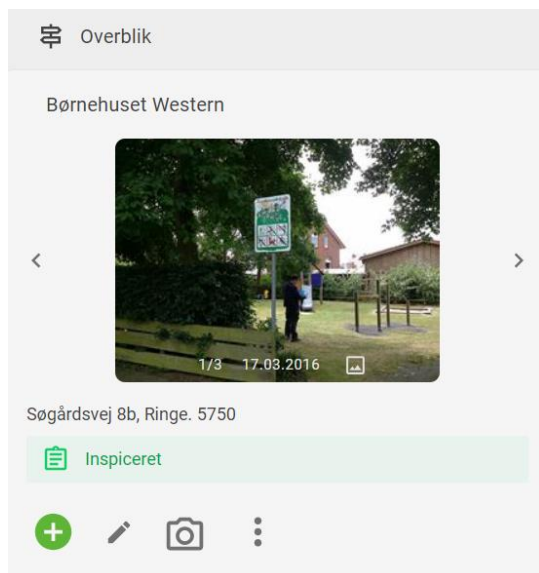 Overblik
Børnehuset Western
1/3 17.03.2016
Søgårdsvej 8b, Ringe. 5750
Inspiceret